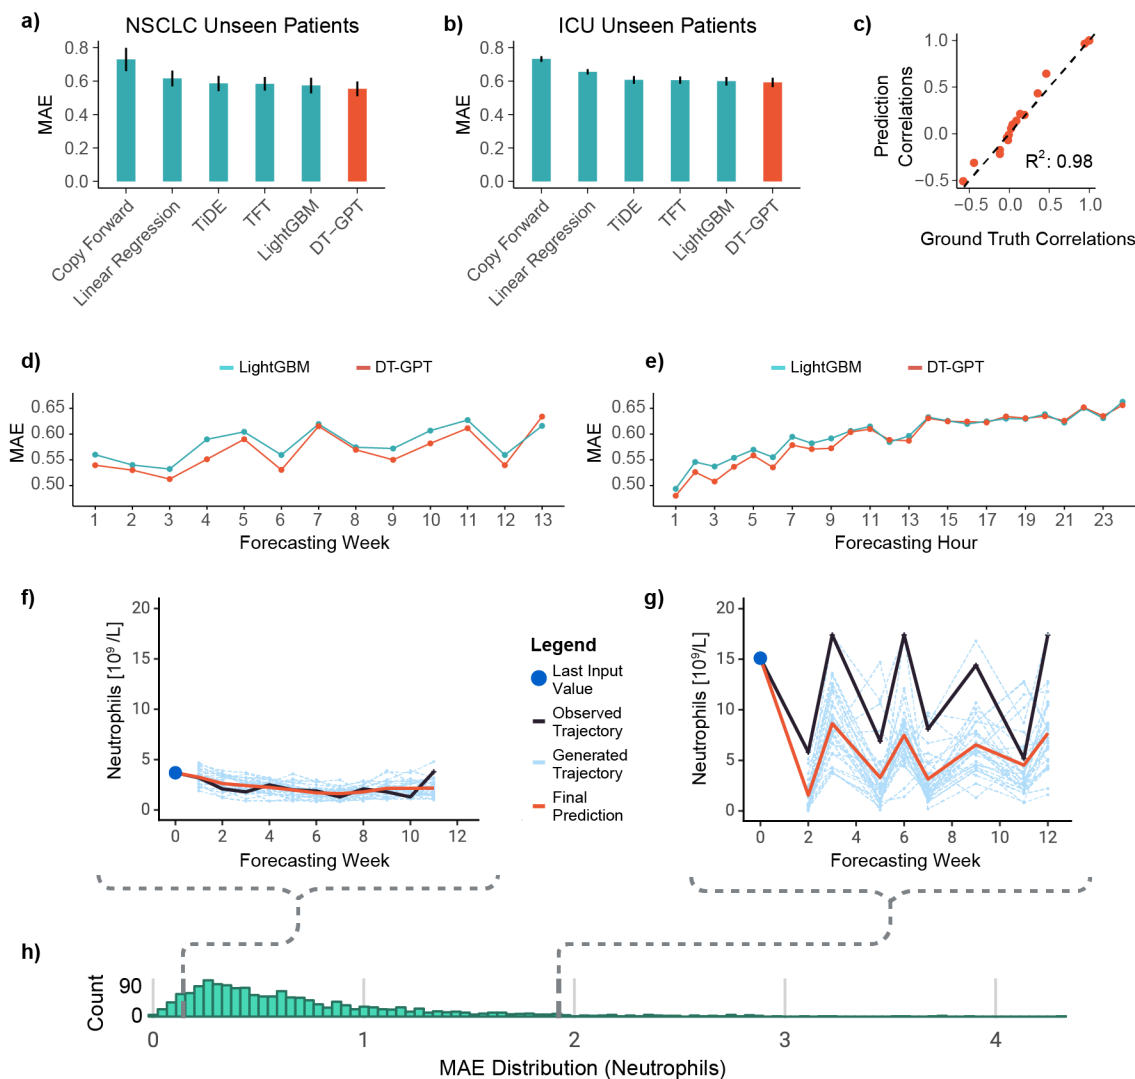 a)
NSCLC Unseen Patients
MAE
0.8
0.6
0.4
0.2
0.0
Copy Forward
Linear Regression
TiDE
TFT
LightGBM
DT−GPT
b)
ICU Unseen Patients
MAE
0.8
0.6
0.4
0.2
0.0
Copy Forward
Linear Regression
TiDE
TFT
LightGBM
DT−GPT
c)
Prediction
Correlations
1.0
0.5
0.0
−0.5
R²: 0.98
−0.5 0.0 0.5 1.0
Ground Truth Correlations
d)
LightGBM DT-GPT
MAE
0.65
0.60
0.55
0.50
1 2 3 4 5 6 7 8 9 10 11 12 13
Forecasting Week
e)
LightGBM DT-GPT
MAE
0.65
0.60
0.55
0.50
1 3 5 7 9 11 13 15 17 19 21 23
Forecasting Hour
f)
Neutrophils [10⁹ /L]
20
15
10
5
0
0 2 4 6 8 10 12
Forecasting Week
Legend
Last Input
Value
Observed
Trajectory
Generated
Trajectory
Final
Prediction
g)
Neutrophils [10⁹/L]
20
15
10
5
0
0 2 4 6 8 10 12
Forecasting Week
h)
Count
90
0
0 1 2 3 4
MAE Distribution (Neutrophils)